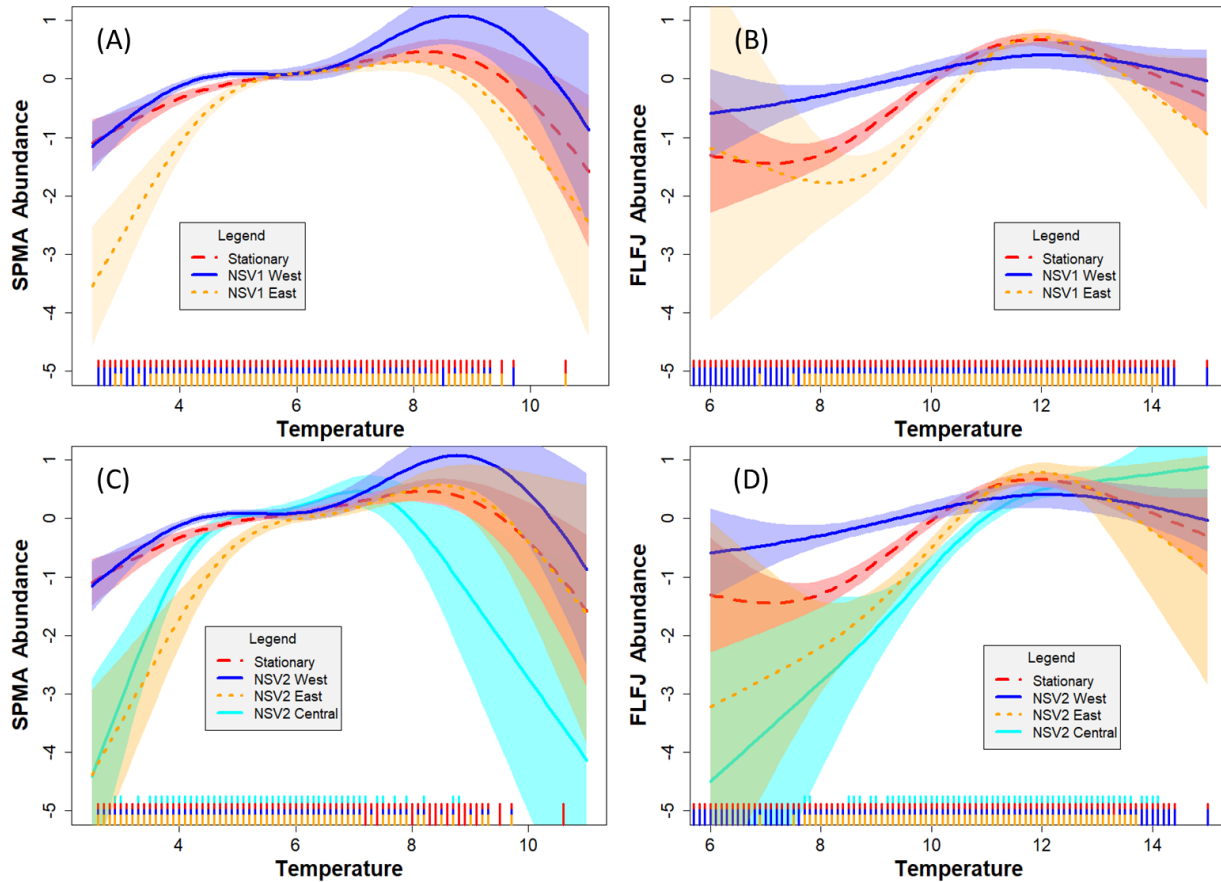 (A)
SPMA Abundance
1
0
-1
-2
-3
-4
-5
Legend
Stationary
NSV1 West
NSV1 East
4
6
8
10
Temperature
(B)
FLFJ Abundance
1
0
-1
-2
-3
-4
-5
Legend
Stationary
NSV1 West
NSV1 East
6
8
10
12
14
Temperature
(C)
SPMA Abundance
1
0
-1
-2
-3
-4
-5
Legend
Stationary
NSV2 West
NSV2 East
NSV2 Central
4
6
8
10
Temperature
(D)
FLFJ Abundance
1
0
-1
-2
-3
-4
-5
Legend
Stationary
NSV2 West
NSV2 East
NSV2 Central
6
8
10
12
14
Temperature